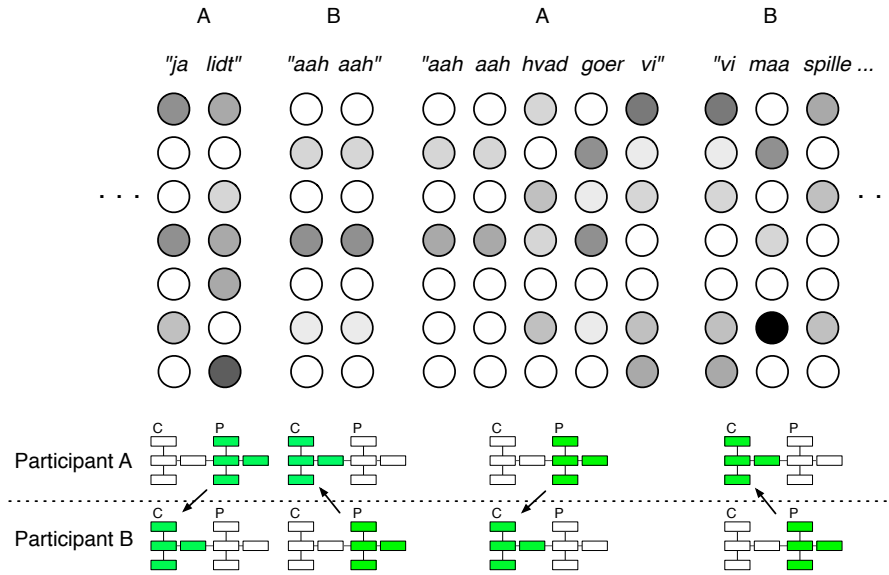 A B A B
"ja lidt" "aah aah" "aah aah hvad goer vi" "vi maa spille ...
. . . . .
C P C P C P C P
Participant A
C P C P C P C P
Participant B